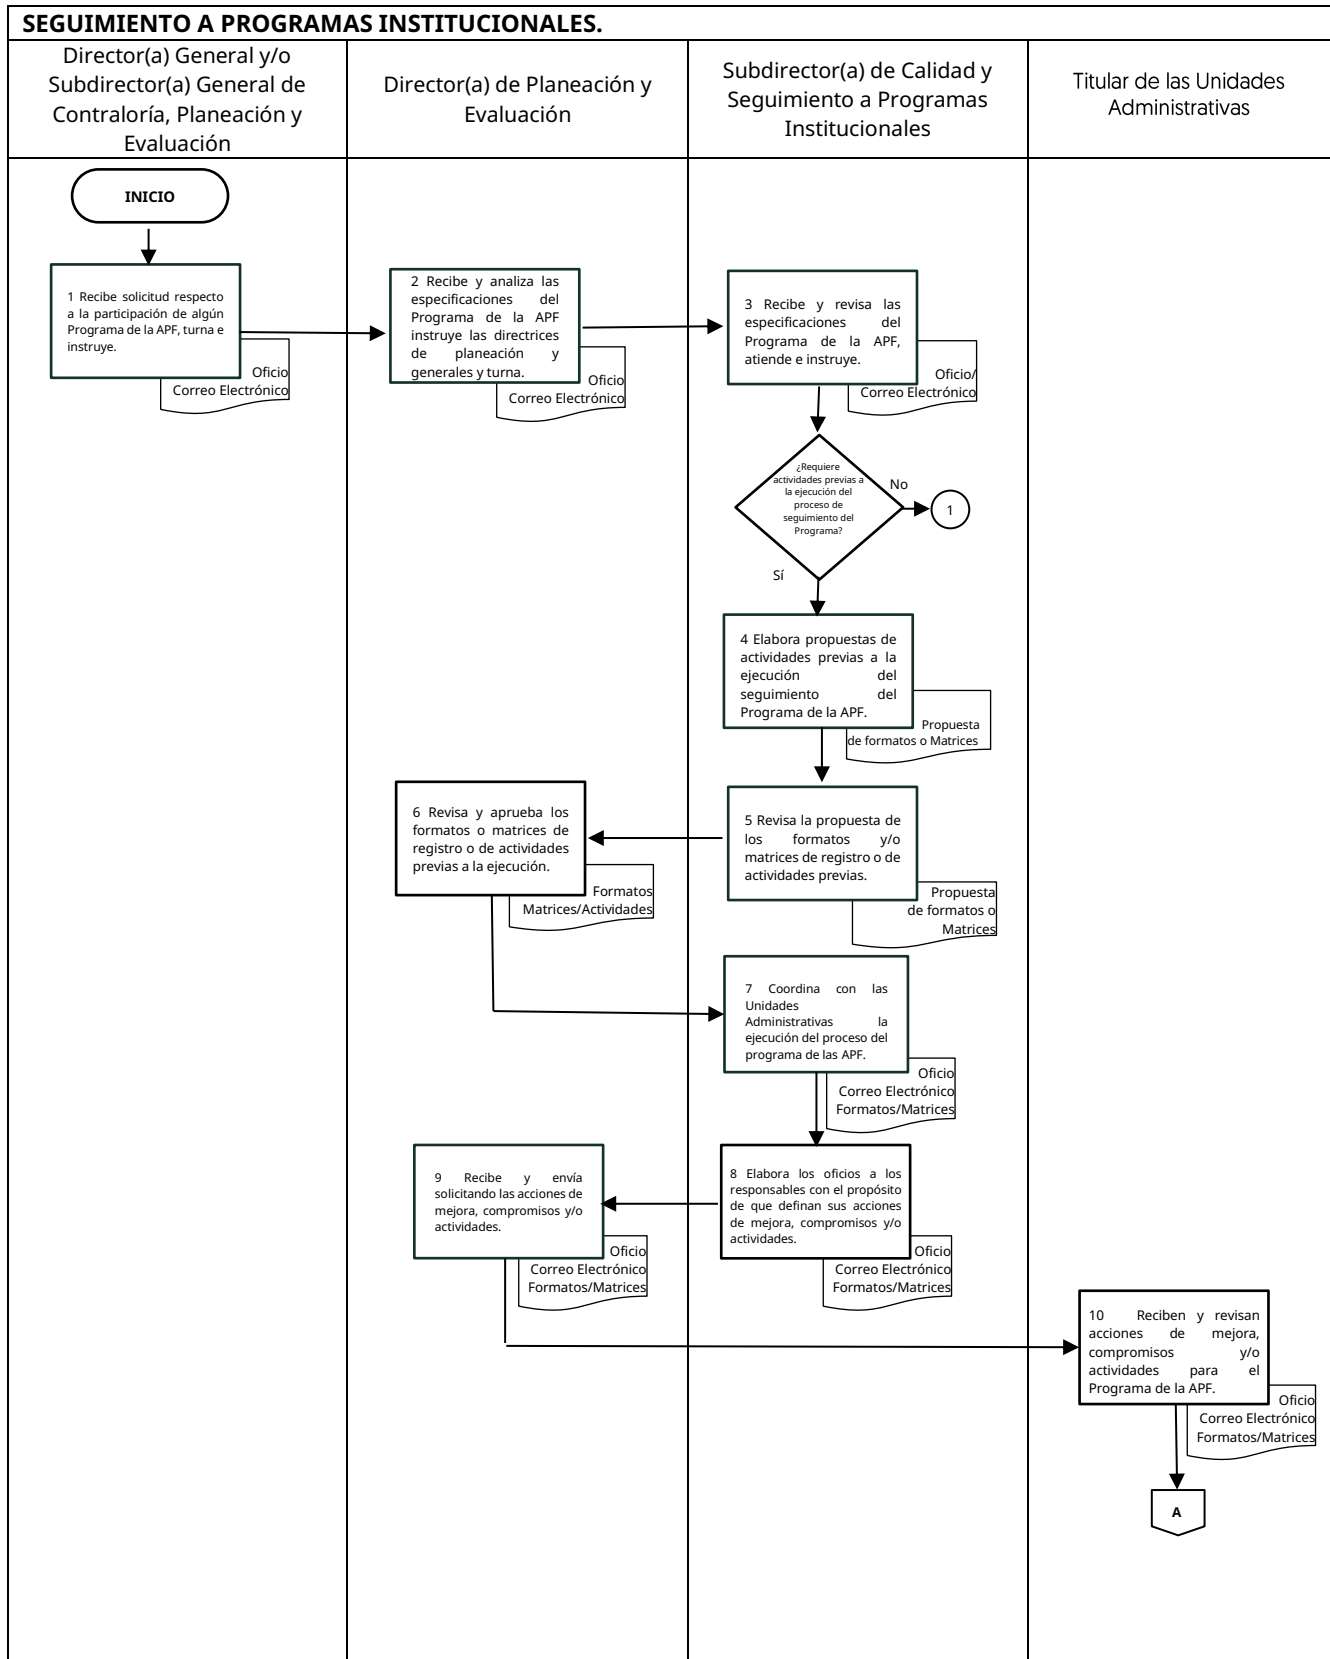 SEGUIMIENTO A PROGRAMAS INSTITUCIONALES.
Director(a) General y/o
Subdirector(a) General de
Contraloría, Planeación y
Evaluación
Director(a) de Planeación y
Evaluación
Subdirector(a) de Calidad y
Seguimiento a Programas
Institucionales
Titular de las Unidades
Administrativas
INICIO
1 Recibe solicitud respecto
a la participación de algún
Programa de la APF, turna e
instruye.
Oficio
Correo Electrónico
2 Recibe y analiza las
especificaciones del
Programa de la APF
instruye las directrices
de planeación y
generales y turna.
Oficio
Correo Electrónico
3 Recibe y revisa las
especificaciones del
Programa de la APF,
atiende e instruye.
Oficio/
Correo Electrónico
¿Requiere
actividades previas a
la ejecución del
proceso de
seguimiento del
Programa?
No
1
Sí
4 Elabora propuestas de
actividades previas a la
ejecución del
seguimiento del
Programa de la APF.
Propuesta
de formatos o Matrices
5 Revisa la propuesta de
los formatos y/o
matrices de registro o de
actividades previas.
Propuesta
de formatos o
Matrices
6 Revisa y aprueba los
formatos o matrices de
registro o de actividades
previas a la ejecución.
Formatos
Matrices/Actividades
7 Coordina con las
Unidades
Administrativas la
ejecución del proceso del
programa de las APF.
Oficio
Correo Electrónico
Formatos/Matrices
8 Elabora los oficios a los
responsables con el propósito
de que definan sus acciones
de mejora, compromisos y/o
actividades.
Oficio
Correo Electrónico
Formatos/Matrices
9 Recibe y envía
solicitando las acciones de
mejora, compromisos y/o
actividades.
Oficio
Correo Electrónico
Formatos/Matrices
10 Reciben y revisan
acciones de mejora,
compromisos y/o
actividades para el
Programa de la APF.
Oficio
Correo Electrónico
Formatos/Matrices
A